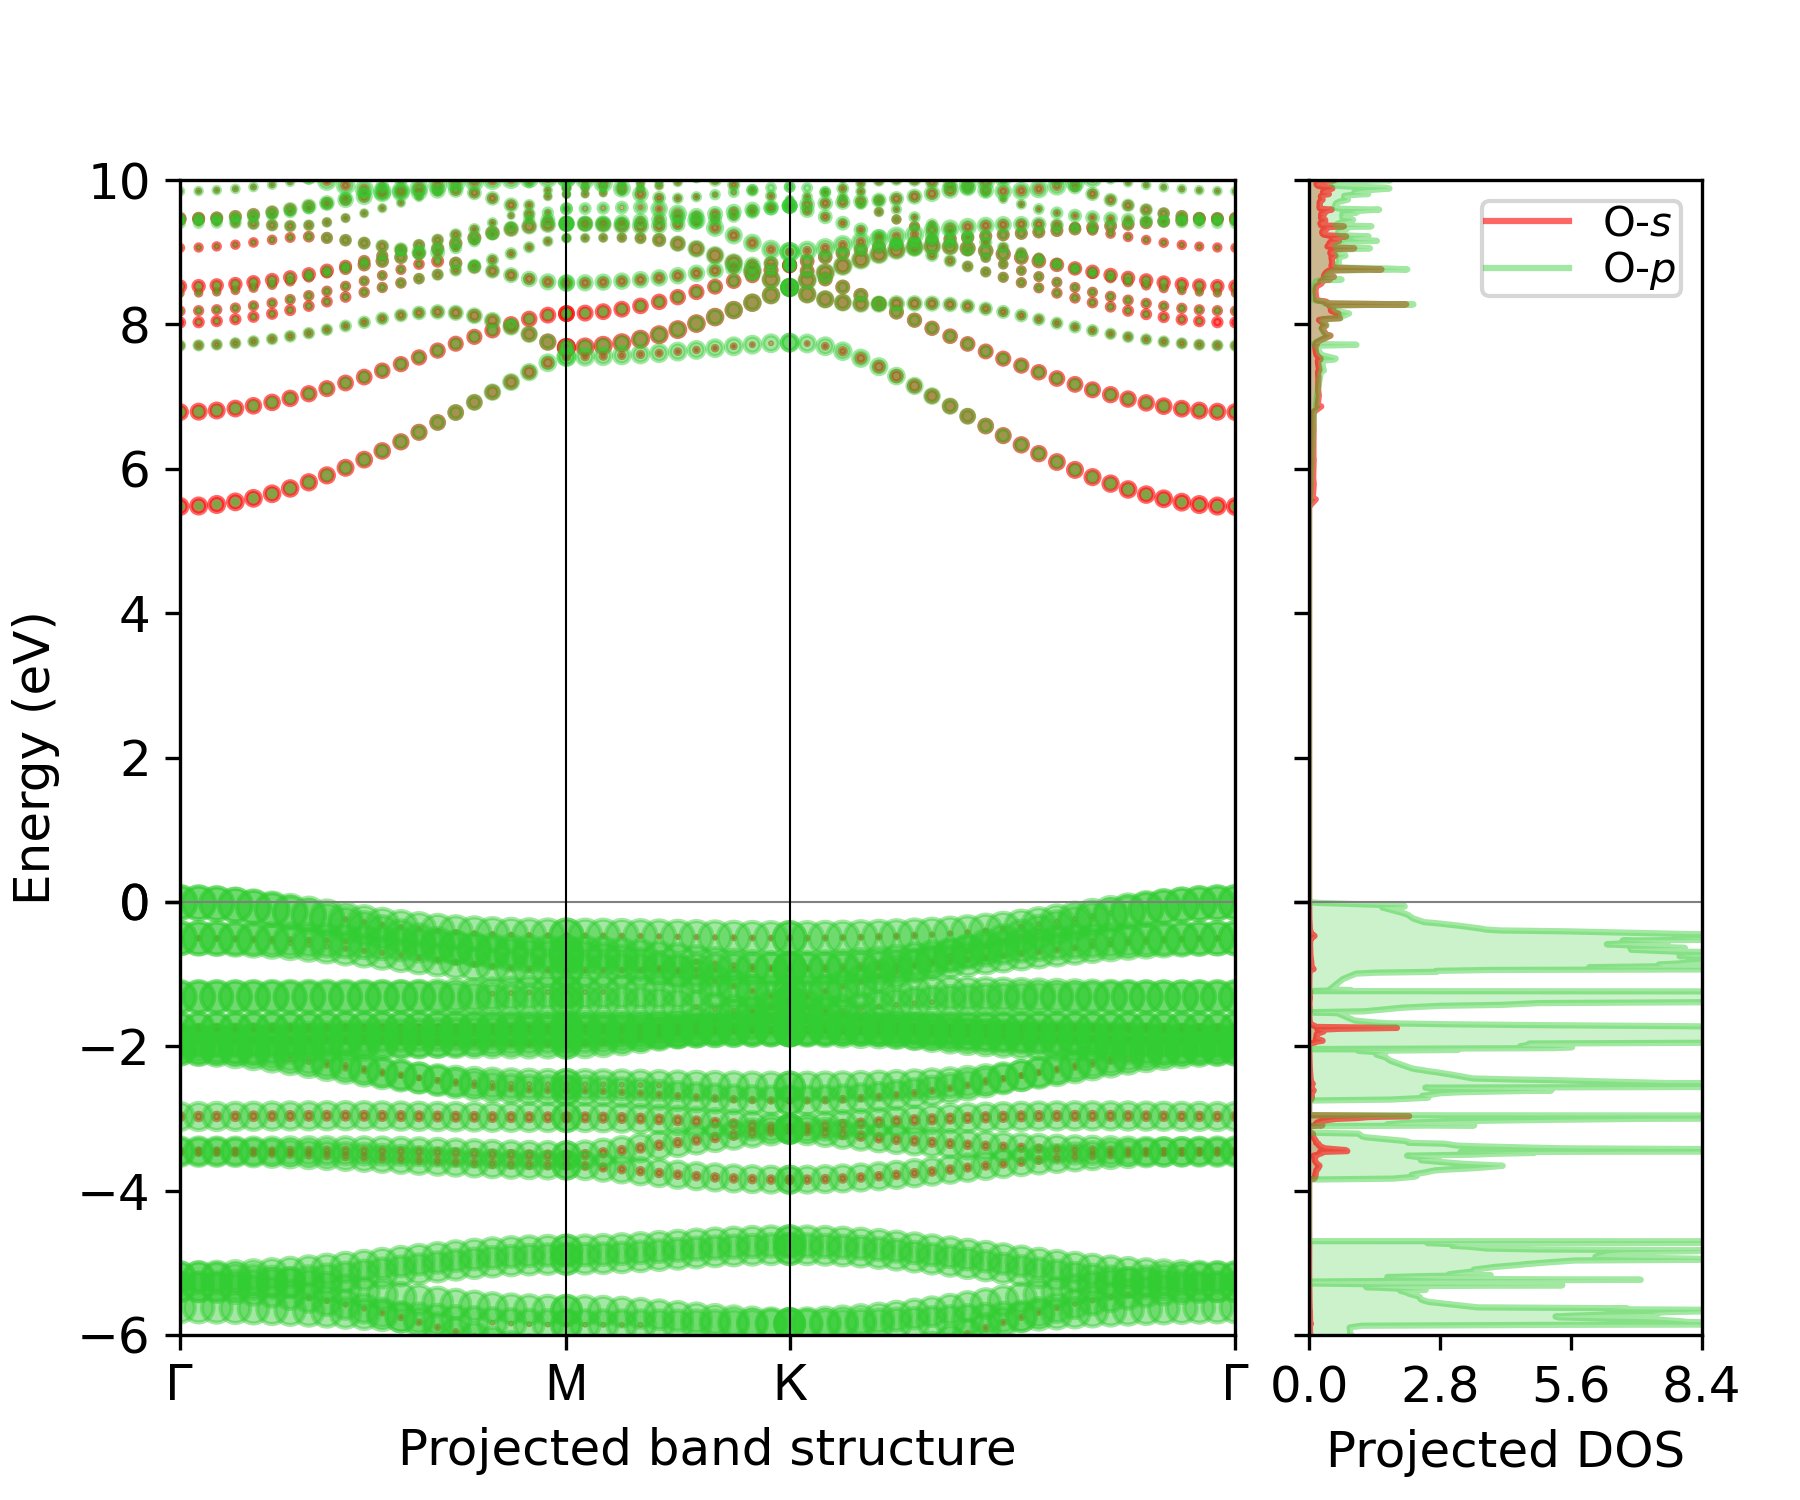 10
8
6
4
2
0
−2
−4
−6
Energy (eV)
Γ M K Γ
Projected band structure
O-s
O-p
0.0 2.8 5.6 8.4
Projected DOS